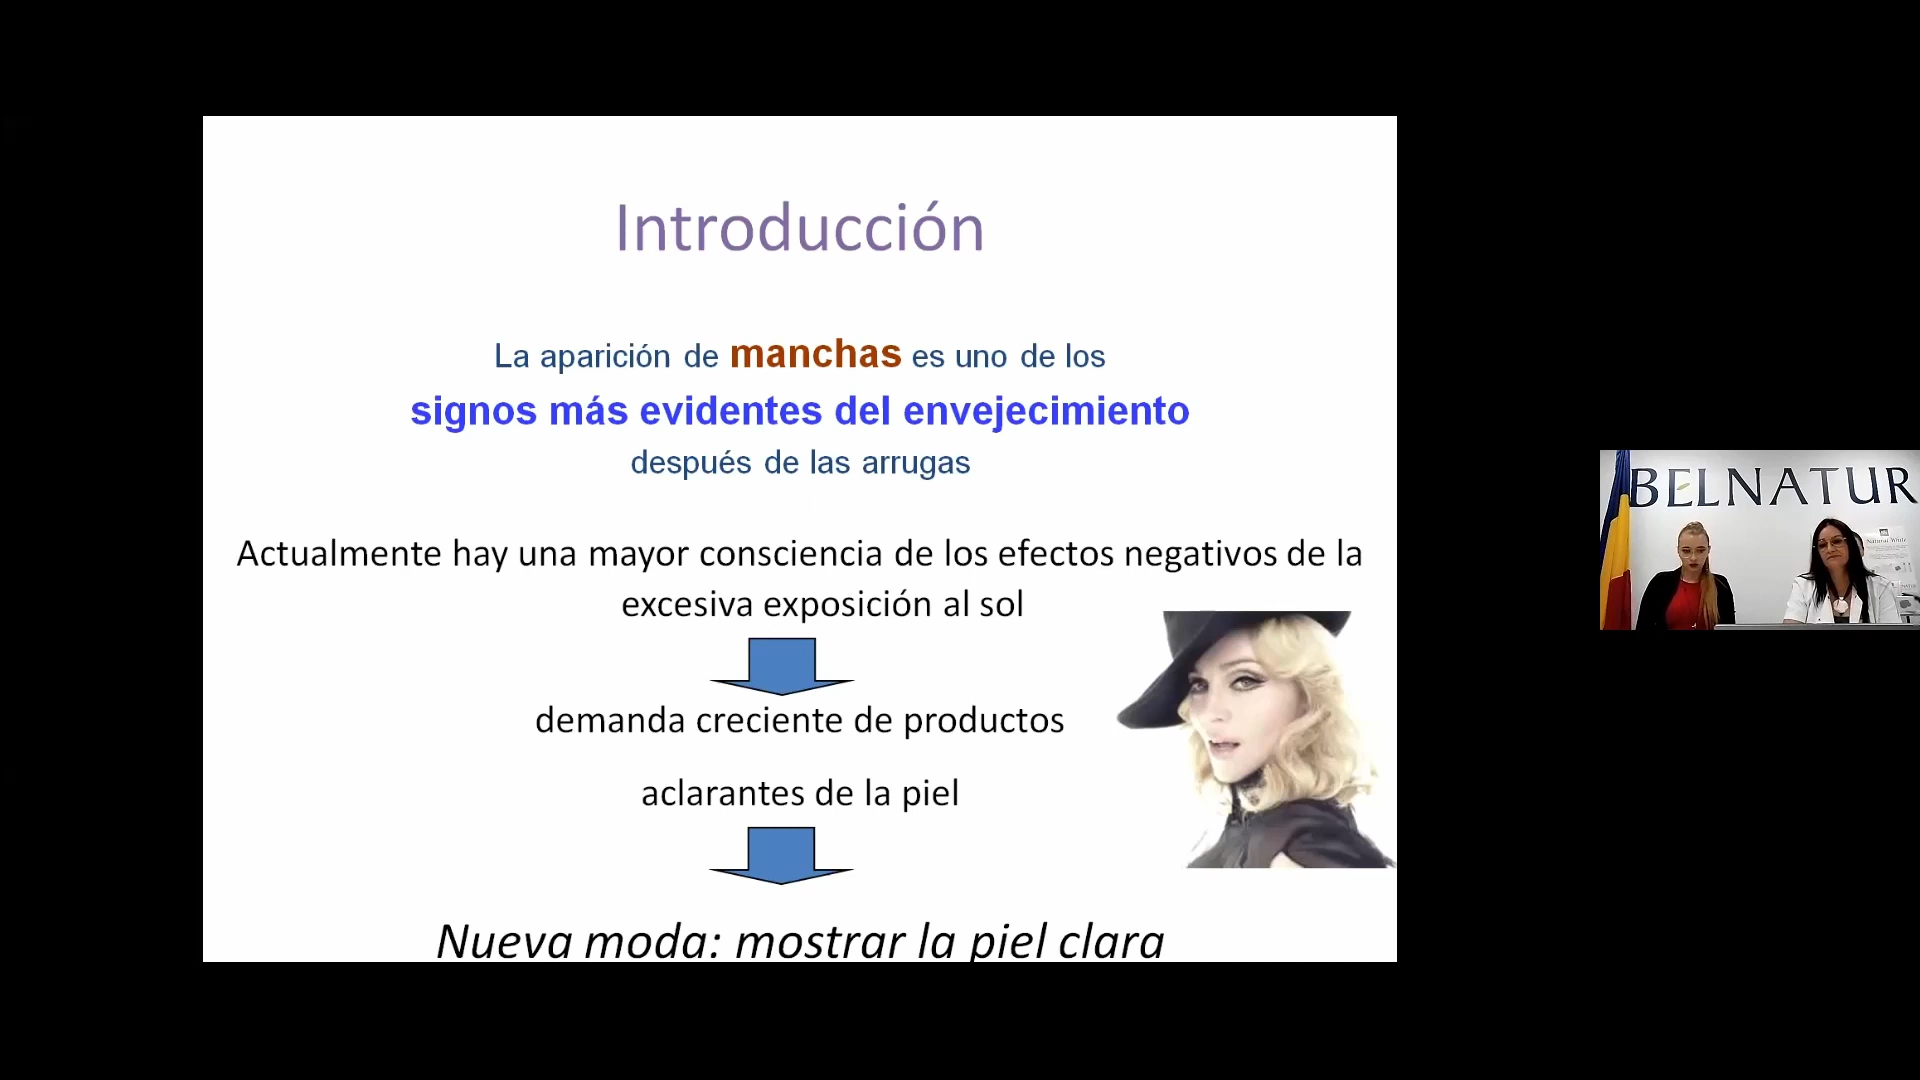 Introducción
La aparición de manchas es uno de los
signos más evidentes del envejecimiento
después de las arrugas
Actualmente hay una mayor consciencia de los efectos negativos de la
excesiva exposición al sol
demanda creciente de productos
aclarantes de la piel
Nueva moda: mostrar la piel clara
BELNATUR
Natural White